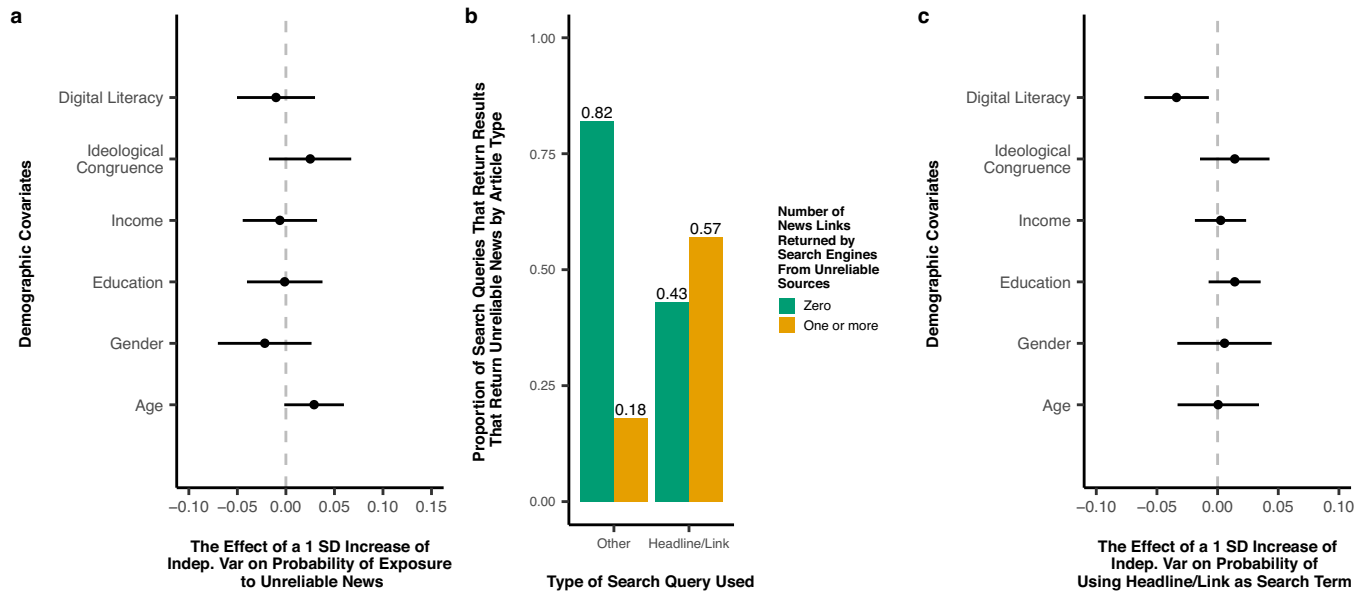 a
Demographic Covariates
Digital Literacy
Ideological
Congruence
Income
Education
Gender
Age
−0.10 −0.05 0.00 0.05 0.10 0.15
The Effect of a 1 SD Increase of
Indep. Var on Probability of Exposure
to Unreliable News
b
Proportion of Search Queries That Return Results
That Return Unreliable News by Article Type
1.00
0.75
0.50
0.25
0.00
0.82
0.18
0.43
0.57
Other Headline/Link
Type of Search Query Used
Number of
News Links
Returned by
Search Engines
From Unreliable
Sources
Zero
One or more
c
Demographic Covariates
Digital Literacy
Ideological
Congruence
Income
Education
Gender
Age
−0.10 −0.05 0.00 0.05 0.10
The Effect of a 1 SD Increase of
Indep. Var on Probability of
Using Headline/Link as Search Term